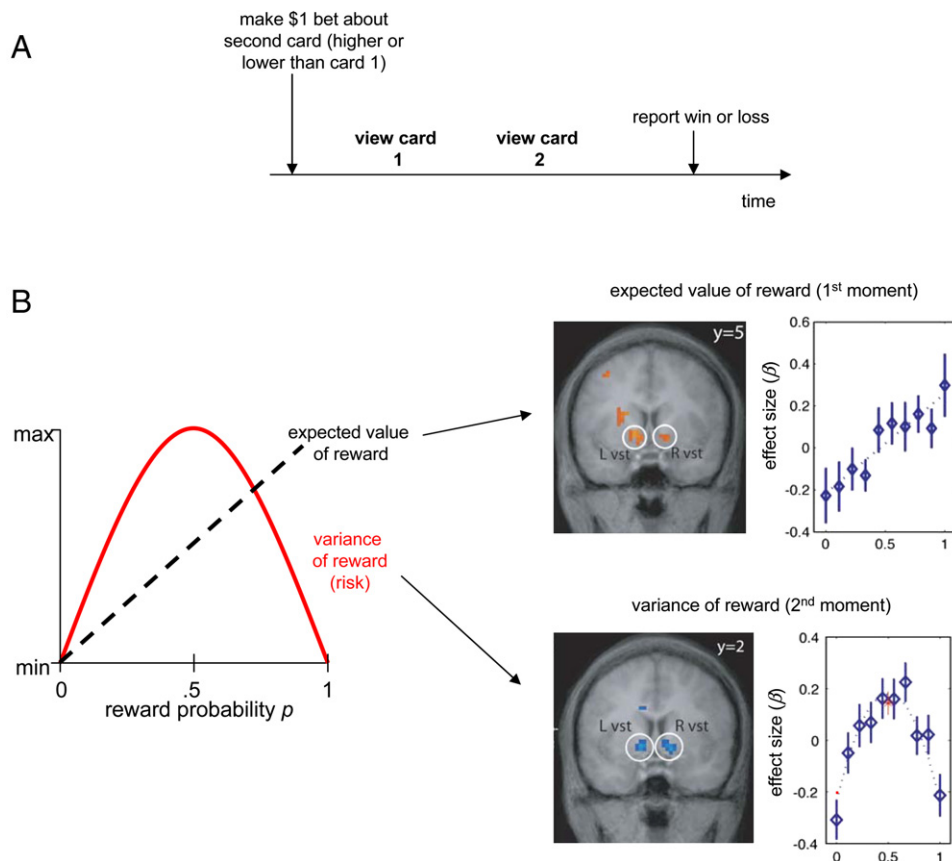 A
make $1 bet about
second card (higher or
lower than card 1)
view card
1
view card
2
report win or loss
time
B
max
min
0
.5
1
reward probability p
expected value
of reward
variance
of reward
(risk)
expected value of reward (1st moment)
y=5
L vst
R vst
effect size (β)
0.6
0.4
0.2
0
-0.2
-0.4
0
0.5
1
variance of reward (2nd moment)
y=2
L vst
R vst
effect size (β)
0.4
0.2
0
-0.2
-0.4
0
0.5
1